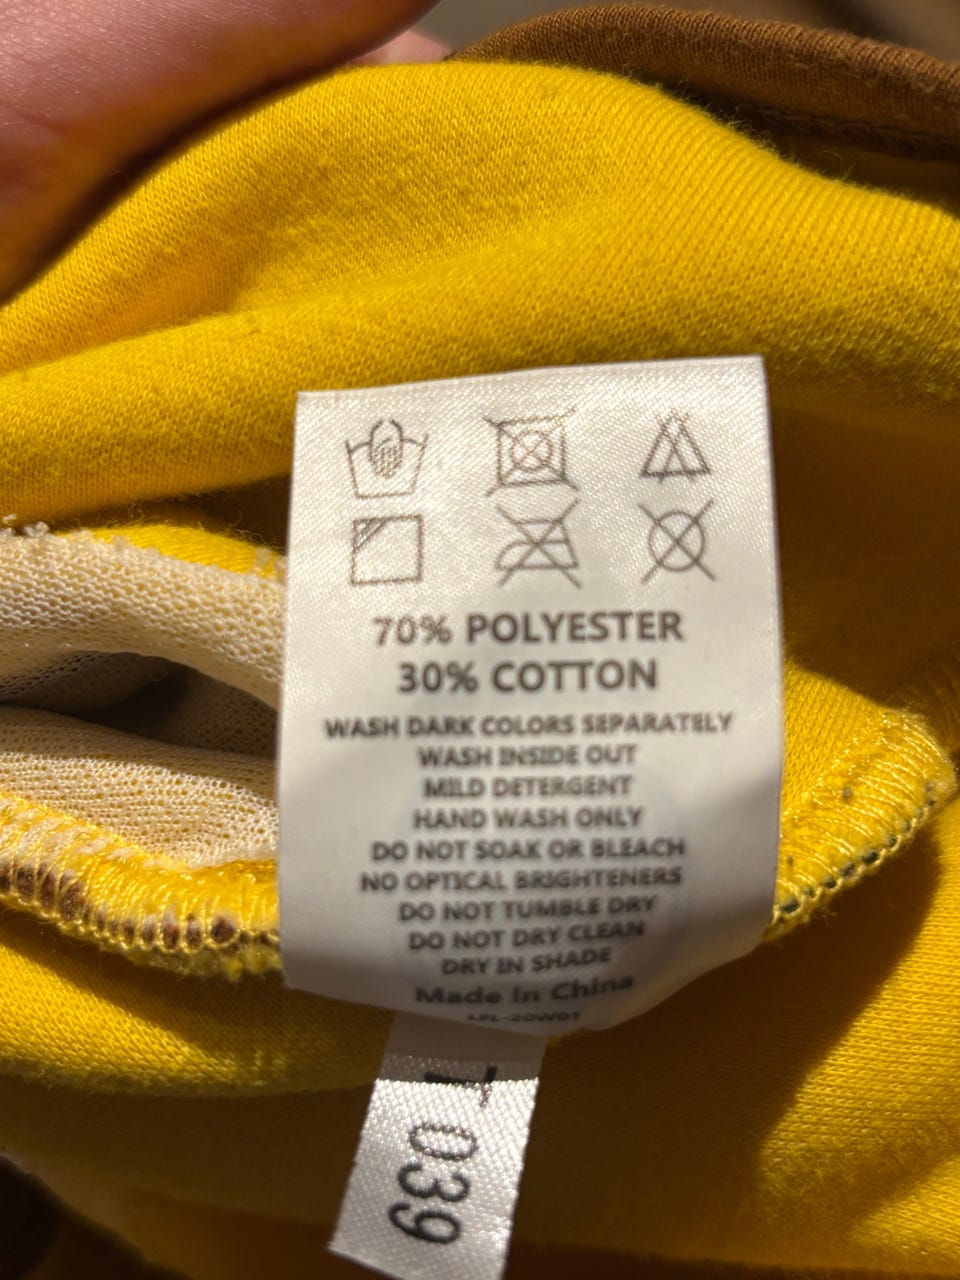 70% POLYESTER
30% COTTON
WASH DARK COLORS SEPARATELY
WASH INSIDE OUT
MILD DETERGENT
HAND WASH ONLY
DO NOT SOAK OR BLEACH
NO OPTICAL BRIGHTENERS
DO NOT TUMBLE DRY
DO NOT DRY CLEAN
DRY IN SHADE
Made in China
T 039